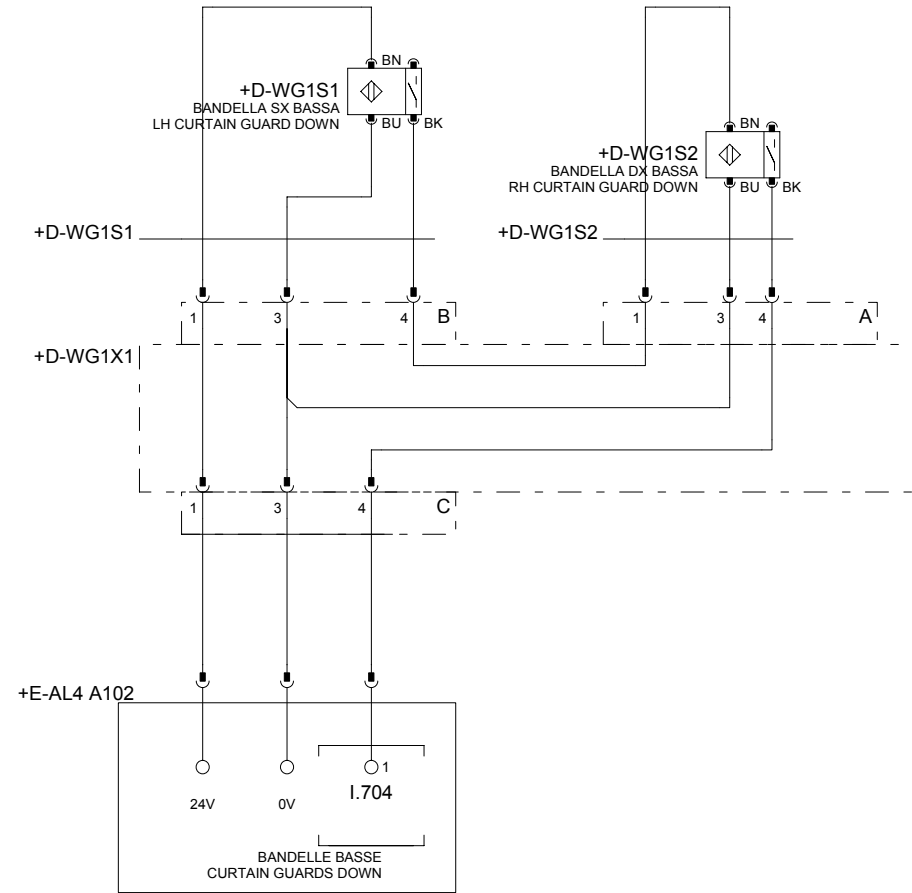 BN
+D-WG1S1
BANDELLA SX BASSA
LH CURTAIN GUARD DOWN
BU BK
BN
+D-WG1S2
BANDELLA DX BASSA
RH CURTAIN GUARD DOWN
BU BK
+D-WG1S1
+D-WG1S2
1 3 4 B
1 3 4 A
+D-WG1X1
1 3 4 C
+E-AL4 A102
1
24V 0V I.704
BANDELLE BASSE
CURTAIN GUARDS DOWN